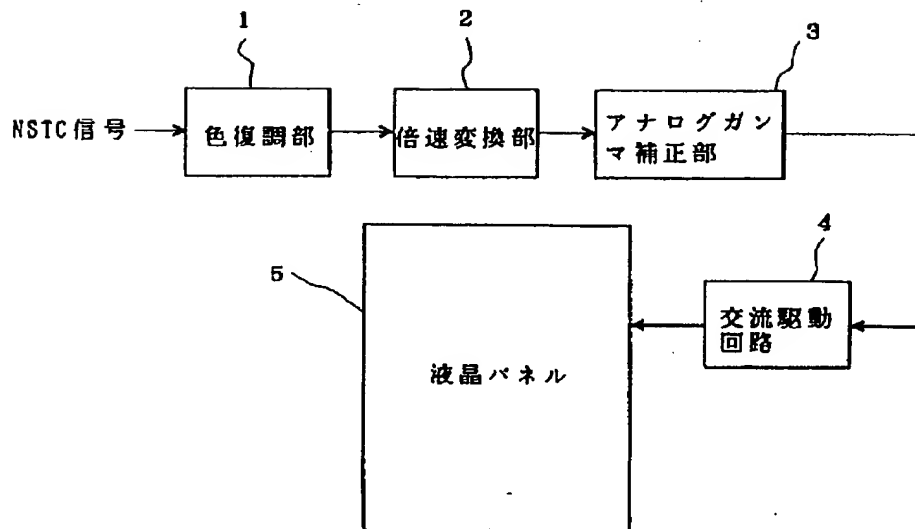 1
2
3
NSTC信号
色復調部
倍速変換部
アナログガン
マ補正部
4
5
交流駆動
回路
液晶パネル